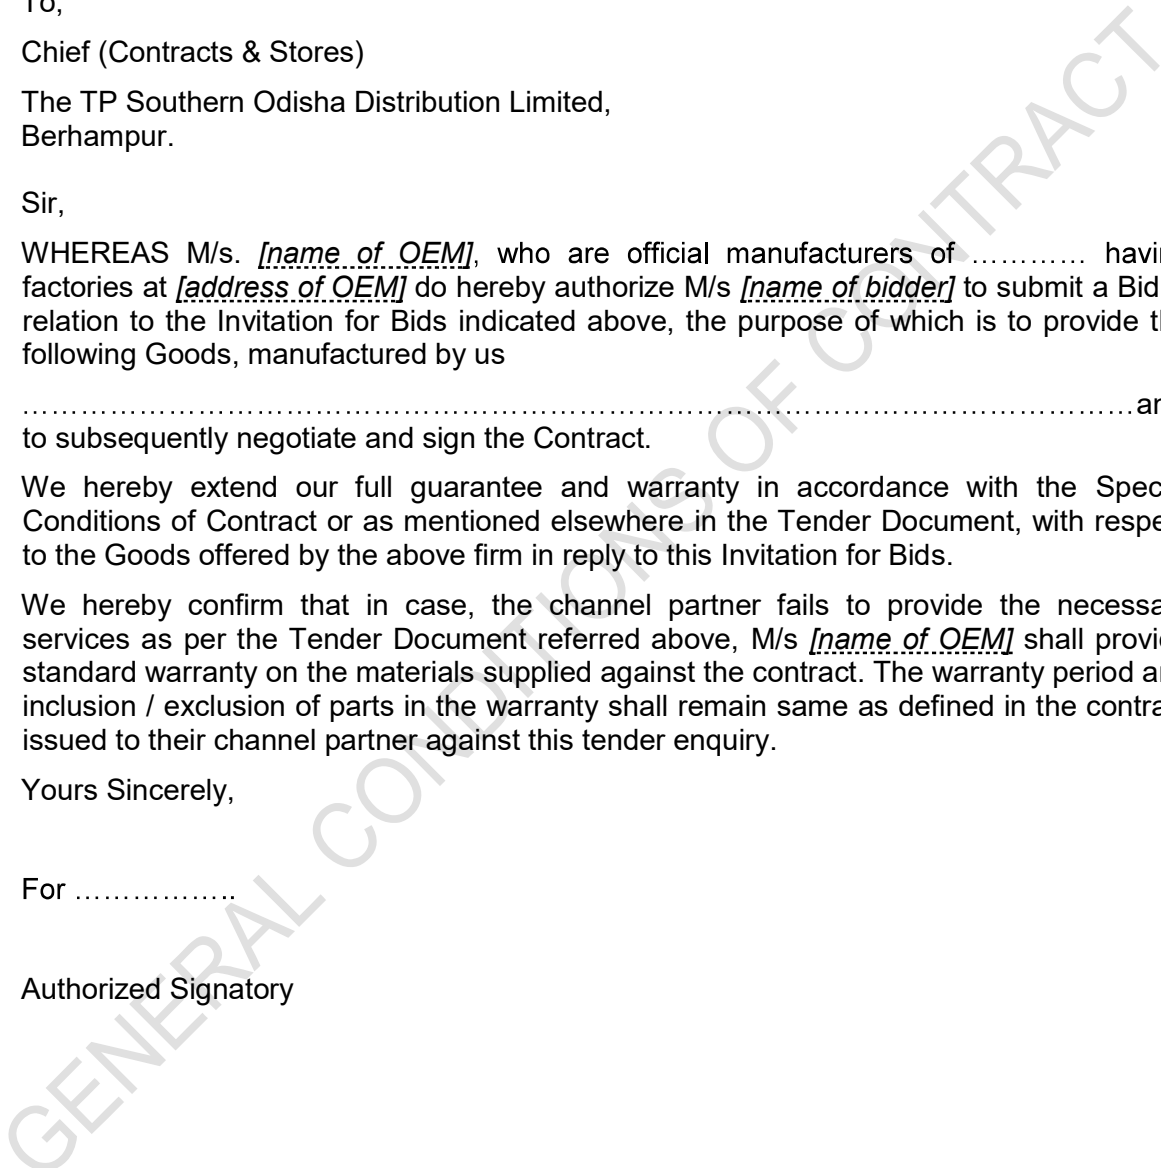 To,
Chief (Contracts & Stores)
The TP Southern Odisha Distribution Limited,
Berhampur.
Sir,
WHEREAS M/s. [name of OEM], who are official manufacturers of ………… havin
factories at [address of OEM] do hereby authorize M/s [name of bidder] to submit a Bid
relation to the Invitation for Bids indicated above, the purpose of which is to provide th
following Goods, manufactured by us
…………………………………………………………………………………………………………………………an
to subsequently negotiate and sign the Contract.
We hereby extend our full guarantee and warranty in accordance with the Spec
Conditions of Contract or as mentioned elsewhere in the Tender Document, with respe
to the Goods offered by the above firm in reply to this Invitation for Bids.
We hereby confirm that in case, the channel partner fails to provide the necessa
services as per the Tender Document referred above, M/s [name of OEM] shall provid
standard warranty on the materials supplied against the contract. The warranty period an
inclusion / exclusion of parts in the warranty shall remain same as defined in the contra
issued to their channel partner against this tender enquiry.
Yours Sincerely,
For ……………..
Authorized Signatory
GENERAL CONDITIONS OF CONTRACT